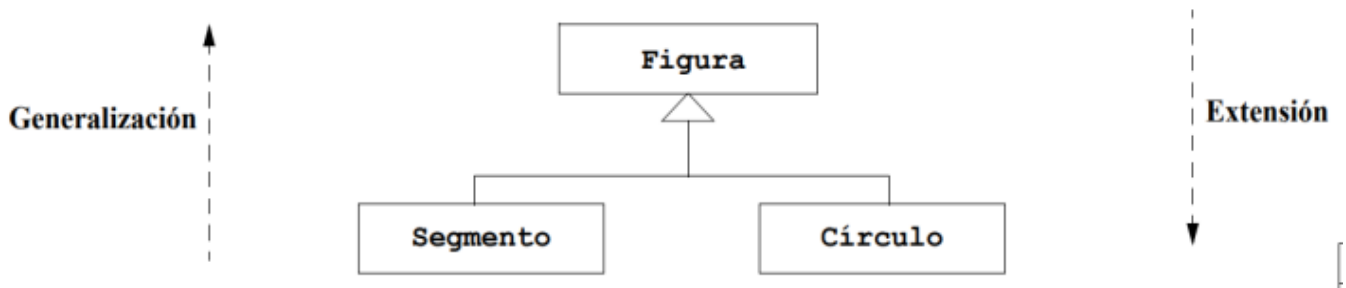 Figura
Generalización
Extensión
Segmento
Círculo